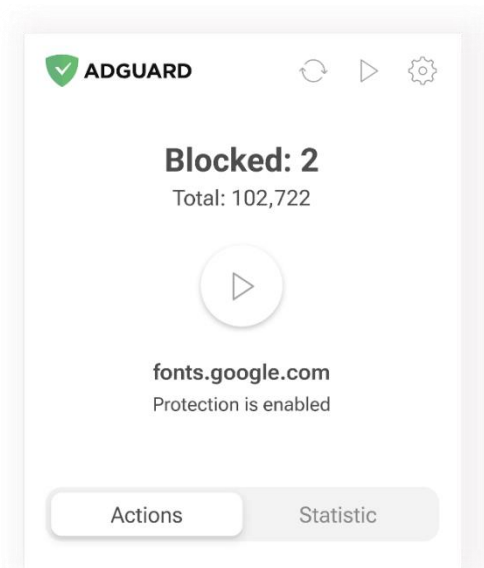 ADGUARD
Blocked: 2
Total: 102,722
fonts.google.com
Protection is enabled
Actions
Statistic